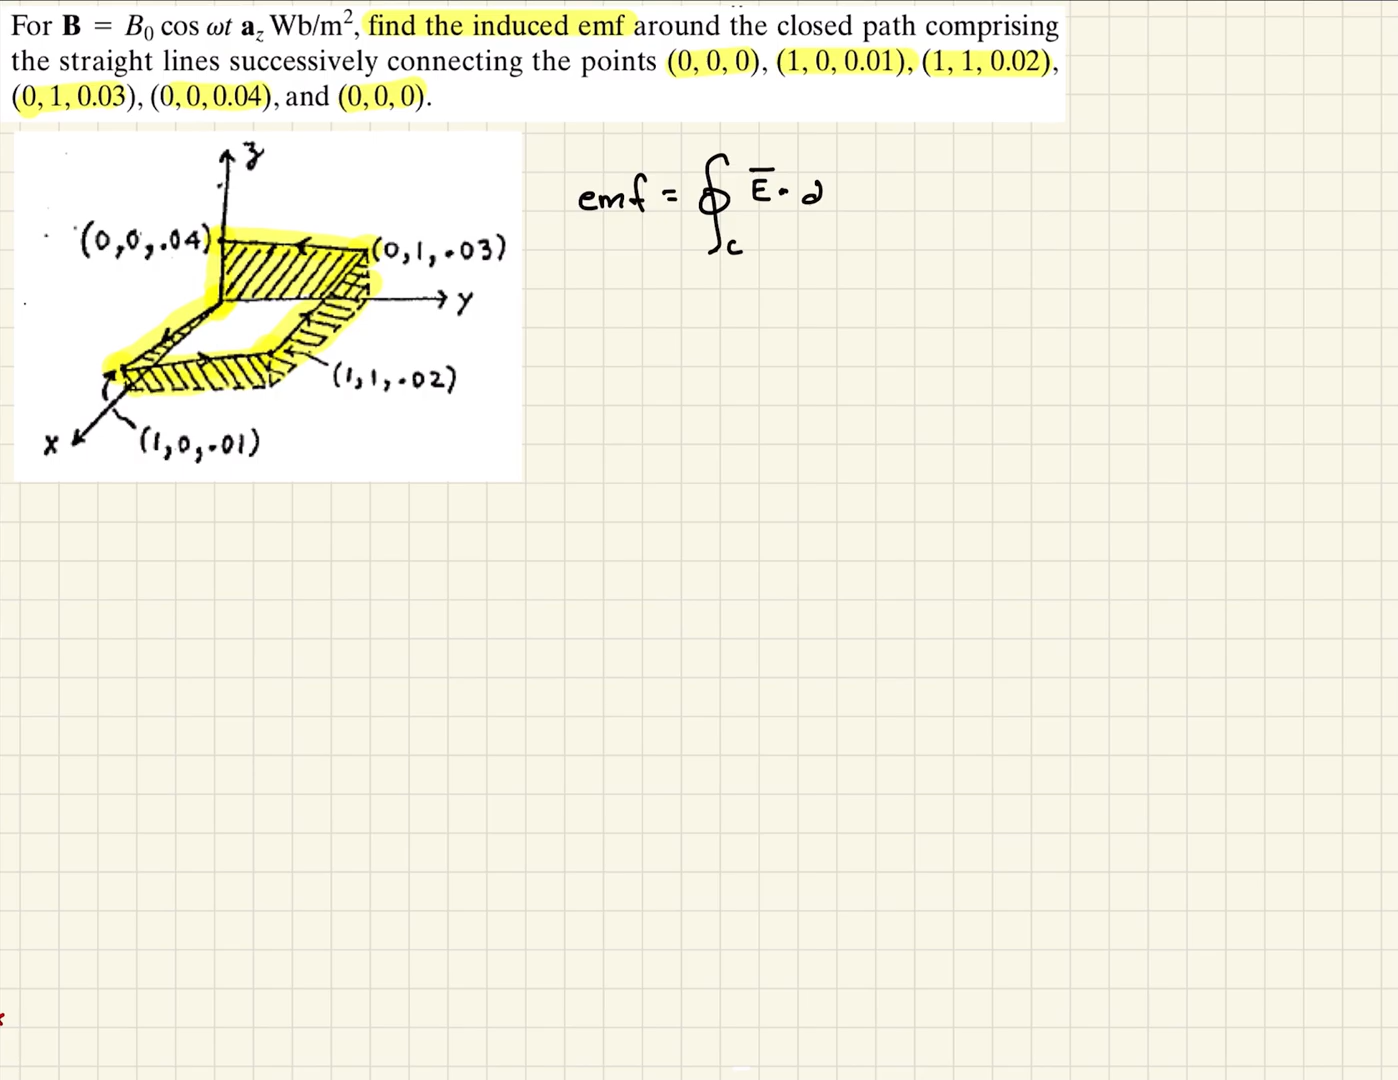 For B = B₀ cos ωt a_z Wb/m², find the induced emf around the closed path comprising
the straight lines successively connecting the points (0, 0, 0), (1, 0, 0.01), (1, 1, 0.02),
(0, 1, 0.03), (0, 0, 0.04), and (0, 0, 0).
z
(0,0,.04)
(0,1,.03)
y
(1,1,.02)
x
(1,0,.01)
emf = ∮_c E̅ · d